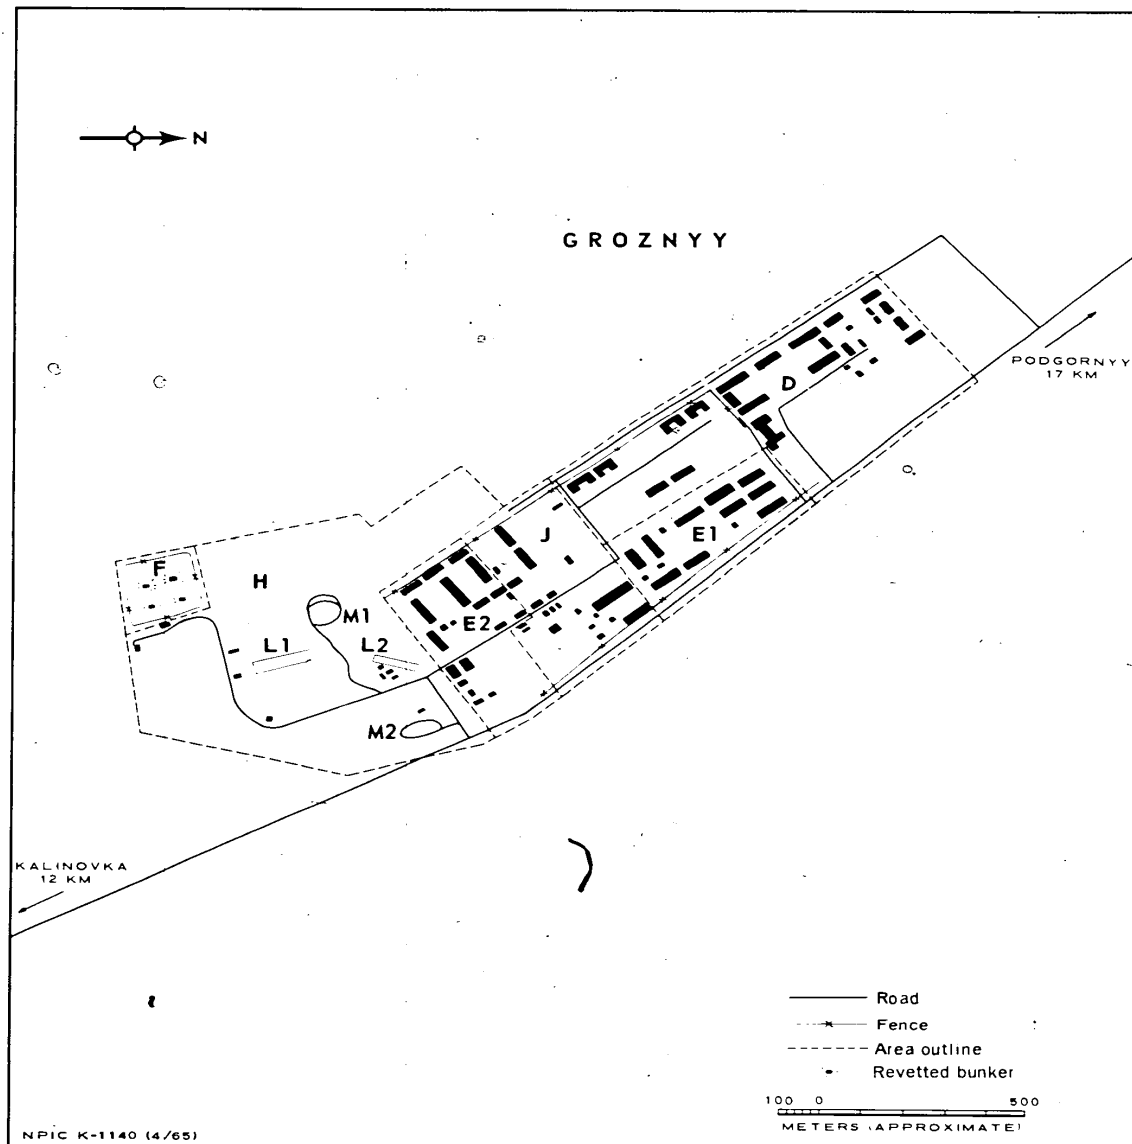 N
GROZNYY
PODGORNYY
17 KM
D
J
E1
F
H
M1
E2
L1
L2
M2
KALINOVKA
12 KM
Road
Fence
Area outline
Revetted bunker
100 0 500
METERS (APPROXIMATE)
NPIC K-1140 (4/65)